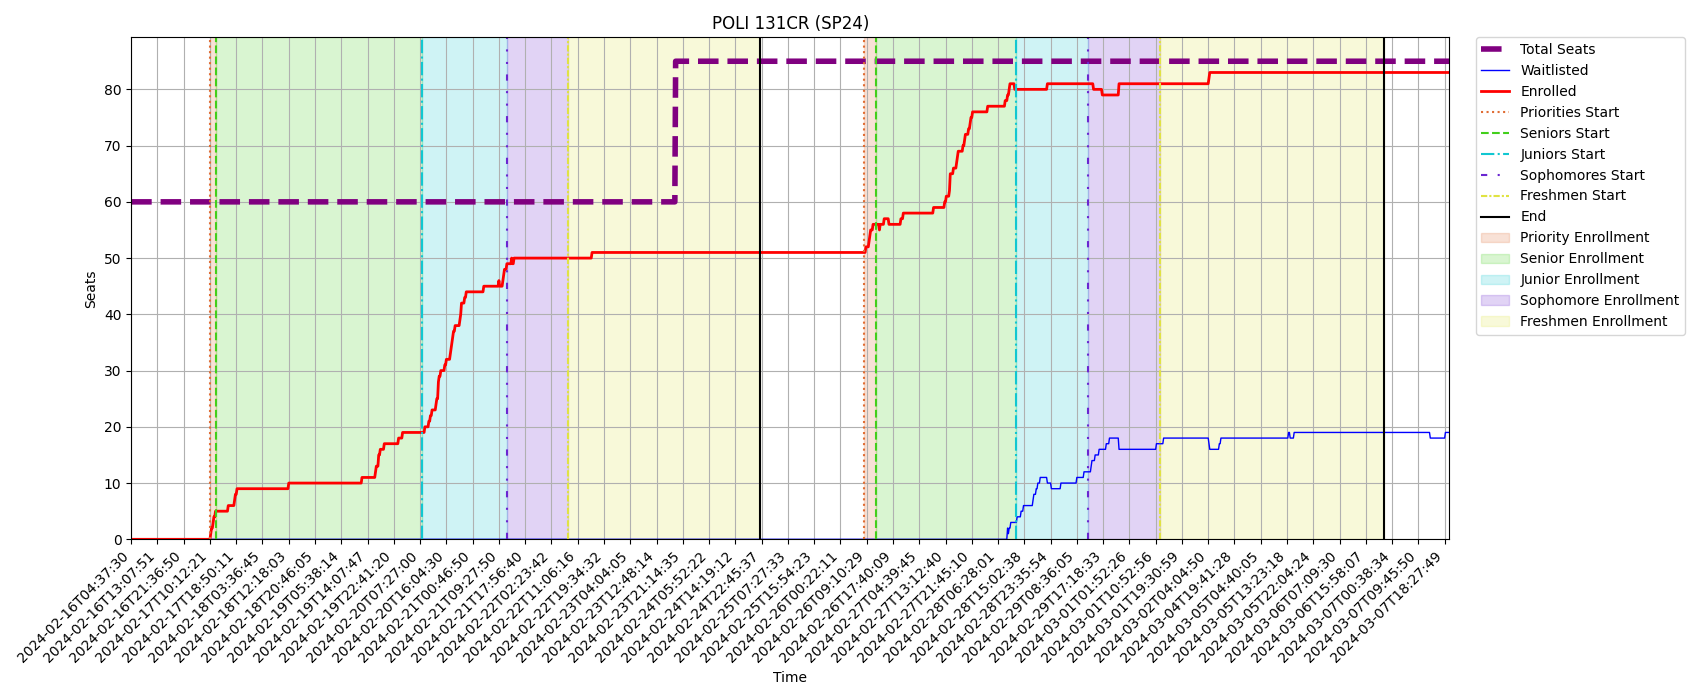 POLI 131CR (SP24)
Total Seats
Waitlisted
Enrolled
Priorities Start
Seniors Start
Juniors Start
Sophomores Start
Freshmen Start
End
Priority Enrollment
Senior Enrollment
Junior Enrollment
Sophomore Enrollment
Freshmen Enrollment
Seats
80
70
60
50
40
30
20
10
0
2024-02-16T04:37:30
2024-02-16T13:07:51
2024-02-16T21:36:50
2024-02-17T10:12:21
2024-02-17T18:50:11
2024-02-18T03:36:45
2024-02-18T12:18:03
2024-02-18T20:46:05
2024-02-19T05:38:14
2024-02-19T14:07:47
2024-02-19T22:41:20
2024-02-20T07:27:00
2024-02-20T16:04:30
2024-02-21T00:46:50
2024-02-21T09:27:50
2024-02-21T17:56:40
2024-02-22T02:23:42
2024-02-22T11:06:16
2024-02-22T19:34:32
2024-02-23T04:04:05
2024-02-23T12:48:14
2024-02-23T21:14:35
2024-02-24T05:52:22
2024-02-24T14:19:12
2024-02-24T22:45:37
2024-02-25T07:27:33
2024-02-25T15:54:23
2024-02-26T00:22:11
2024-02-26T09:10:29
2024-02-26T17:40:09
2024-02-27T04:39:45
2024-02-27T13:12:40
2024-02-27T21:45:10
2024-02-28T06:28:01
2024-02-28T15:02:38
2024-02-28T23:35:54
2024-02-29T08:36:05
2024-02-29T17:18:33
2024-03-01T01:52:26
2024-03-01T10:52:56
2024-03-01T19:30:59
2024-03-02T04:04:50
2024-03-04T19:41:28
2024-03-05T04:40:05
2024-03-05T13:23:18
2024-03-05T22:04:24
2024-03-06T07:09:30
2024-03-06T15:58:07
2024-03-07T00:38:34
2024-03-07T09:45:50
2024-03-07T18:27:49
Time